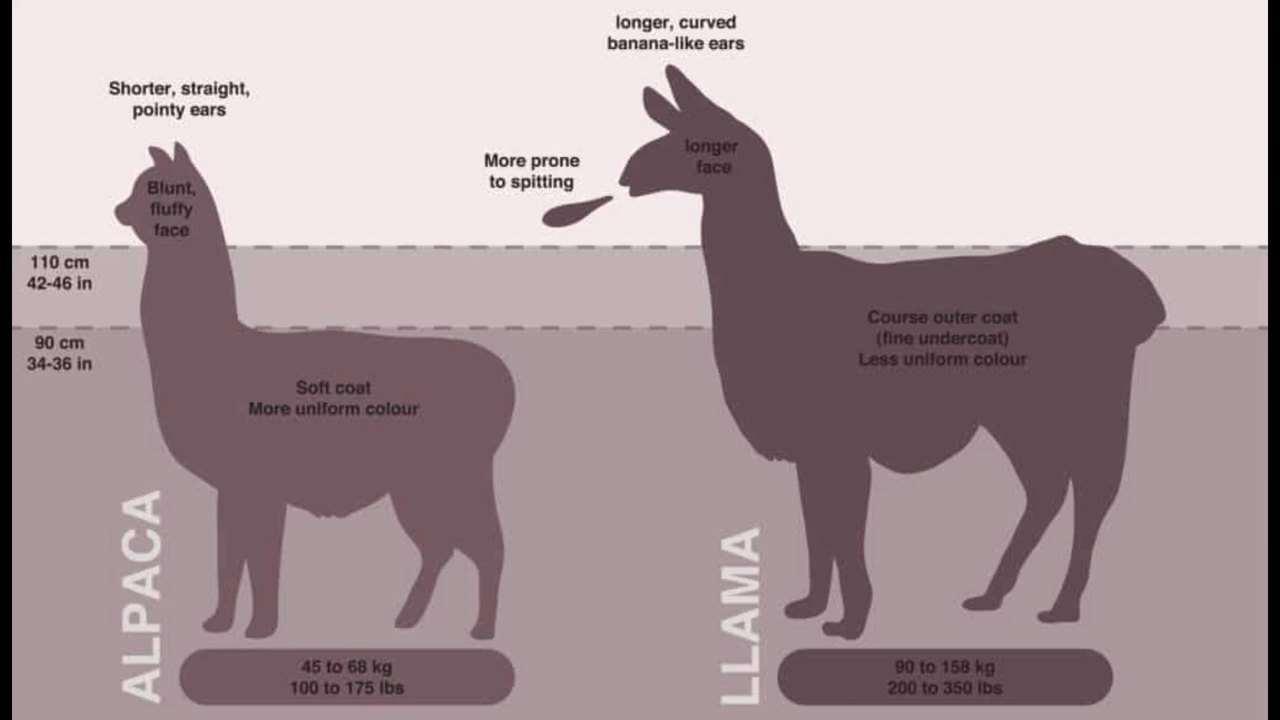 longer, curved
banana-like ears
Shorter, straight,
pointy ears
More prone
to spitting
longer
face
Blunt,
fluffy
face
110 cm
42-46 in
90 cm
34-36 in
Course outer coat
(fine undercoat)
Less uniform colour
Soft coat
More uniform colour
ALPACA
LLAMA
45 to 68 kg
100 to 175 lbs
90 to 158 kg
200 to 350 lbs